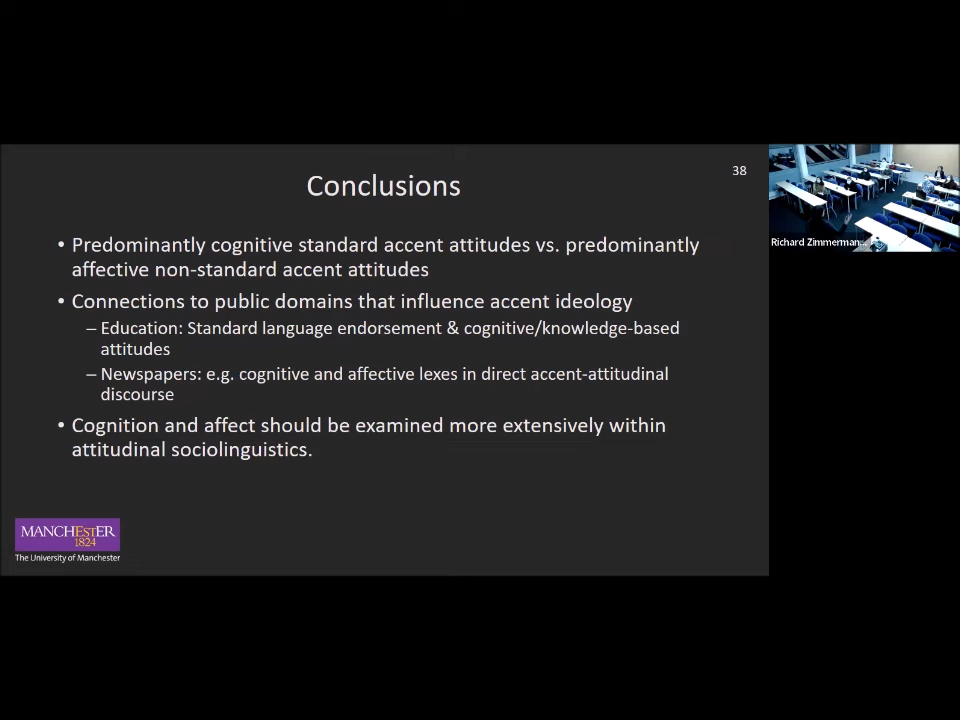 Conclusions
38
• Predominantly cognitive standard accent attitudes vs. predominantly
affective non-standard accent attitudes
• Connections to public domains that influence accent ideology
– Education: Standard language endorsement & cognitive/knowledge-based
attitudes
– Newspapers: e.g. cognitive and affective lexes in direct accent-attitudinal
discourse
• Cognition and affect should be examined more extensively within
attitudinal sociolinguistics.
MANCHESTER
1824
The University of Manchester
Richard Zimmerman...